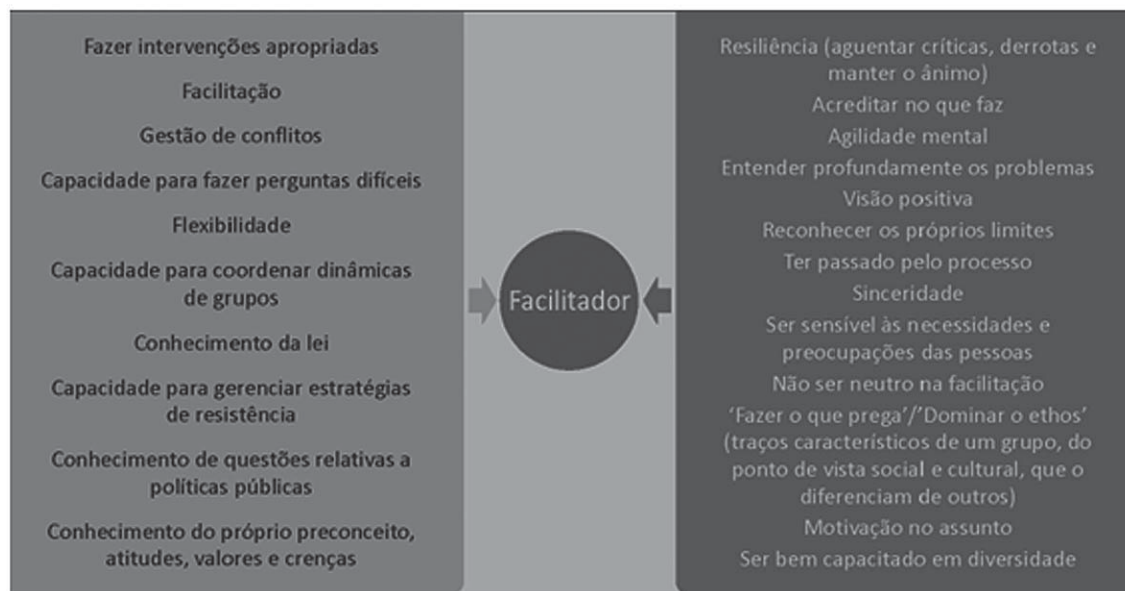 Fazer intervenções apropriadas
Facilitação
Gestão de conflitos
Capacidade para fazer perguntas difíceis
Flexibilidade
Capacidade para coordenar dinâmicas
de grupos
Conhecimento da lei
Capacidade para gerenciar estratégias
de resistência
Conhecimento de questões relativas a
políticas públicas
Conhecimento do próprio preconceito,
atitudes, valores e crenças
Facilitador
Resiliência (aguentar críticas, derrotas e
manter o ânimo)
Acreditar no que faz
Agilidade mental
Entender profundamente os problemas
Visão positiva
Reconhecer os próprios limites
Ter passado pelo processo
Sinceridade
Ser sensível às necessidades e
preocupações das pessoas
Não ser neutro na facilitação
‘Fazer o que prega’/’Dominar o ethos’
(traços característicos de um grupo, do
ponto de vista social e cultural, que o
diferenciam de outros)
Motivação no assunto
Ser bem capacitado em diversidade